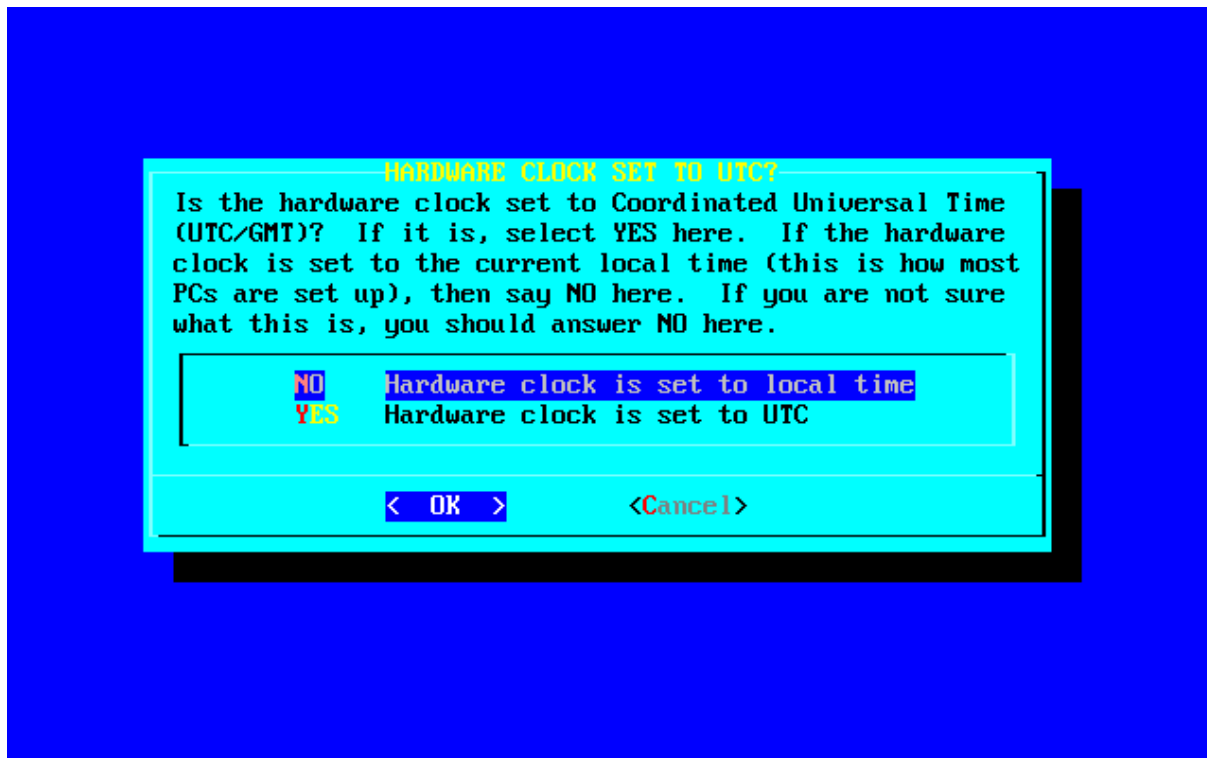 HARDWARE CLOCK SET TO UTC?
Is the hardware clock set to Coordinated Universal Time
(UTC/GMT)?  If it is, select YES here.  If the hardware
clock is set to the current local time (this is how most
PCs are set up), then say NO here.  If you are not sure
what this is, you should answer NO here.
NO    Hardware clock is set to local time
YES   Hardware clock is set to UTC
<  OK  >        <Cancel>